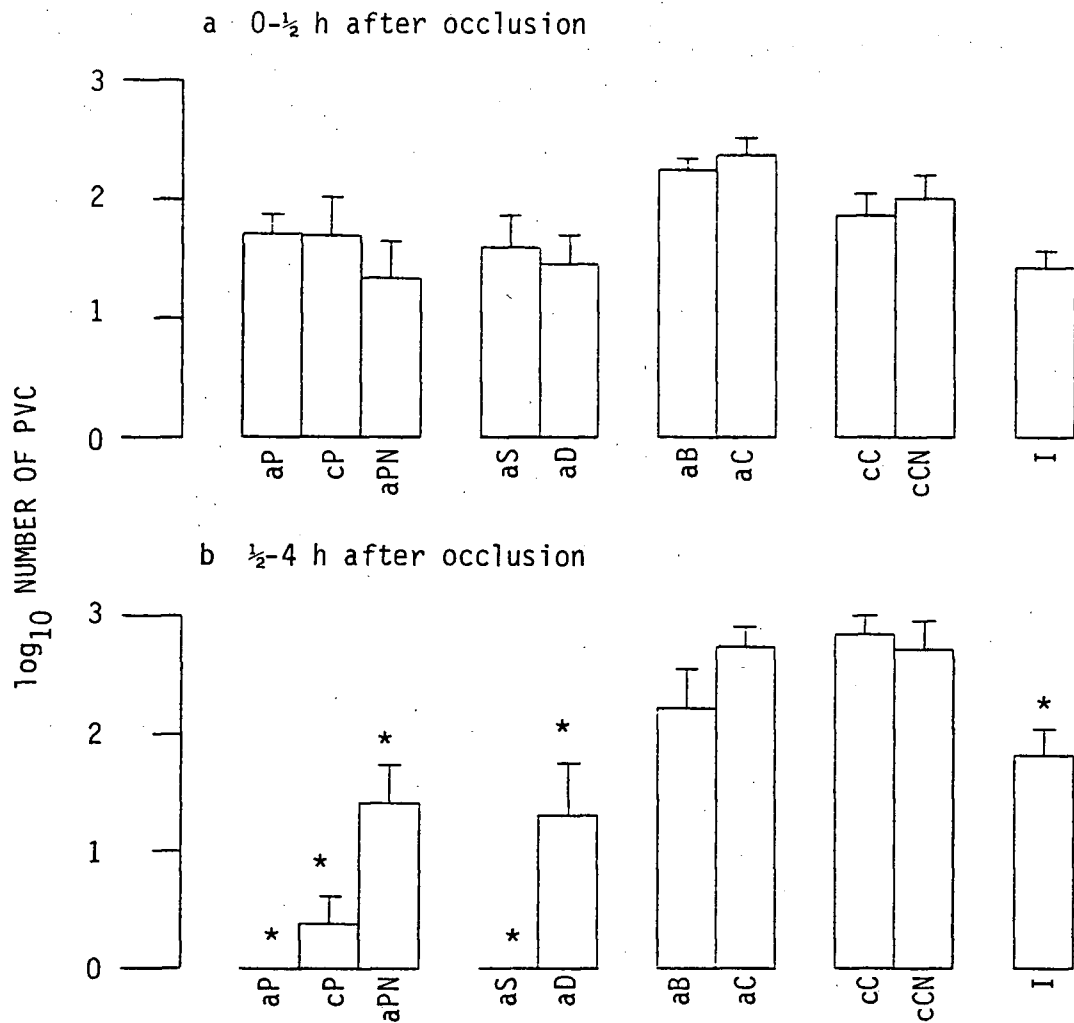 a 0-½ h after occlusion
3
2
1
0
aP cP aPN aS aD aB aC cC cCN I
log10 NUMBER OF PVC
b ½-4 h after occlusion
3
2
1
0
* * * * * *
aP cP aPN aS aD aB aC cC cCN I